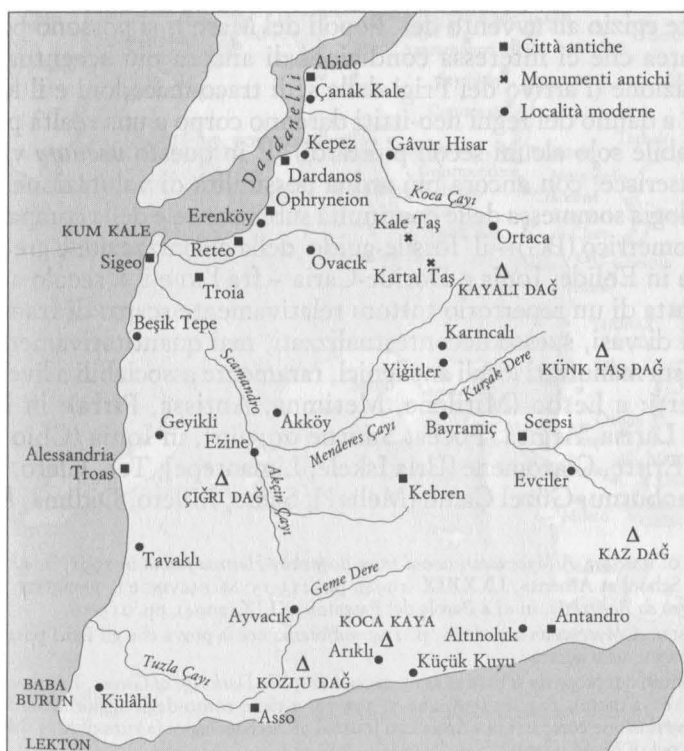 Città antiche
Monumenti antichi
Località moderne
Abido
Çanak Kale
Dardanelli
Kepez
Gâvur Hisar
Dardanos
Koca Çayı
Ophryneion
Erenköy
Kale Taş
Ortaca
KUM KALE
Reteo
Sigeo
Ovacık
Kartal Taş
Troia
KAYALI DAĞ
Beşik Tepe
Karıncalı
Scamandro
Yiğitler
KÜNK TAŞ DAĞ
Kurşak Dere
Geyikli
Akköy
Bayramiç
Scepsi
Ezine
Menderes Çayı
Alessandria
Troas
Evciler
ÇIĞRI DAĞ
Akçin Çayı
Kebren
KAZ DAĞ
Tavaklı
Geme Dere
Ayvacık
KOCA KAYA
Altınoluk
Antandro
Arıklı
Tuzla Çayı
KOZLU DAĞ
Küçük Kuyu
BABA
BURUN
Külâhlı
Asso
LEKTON